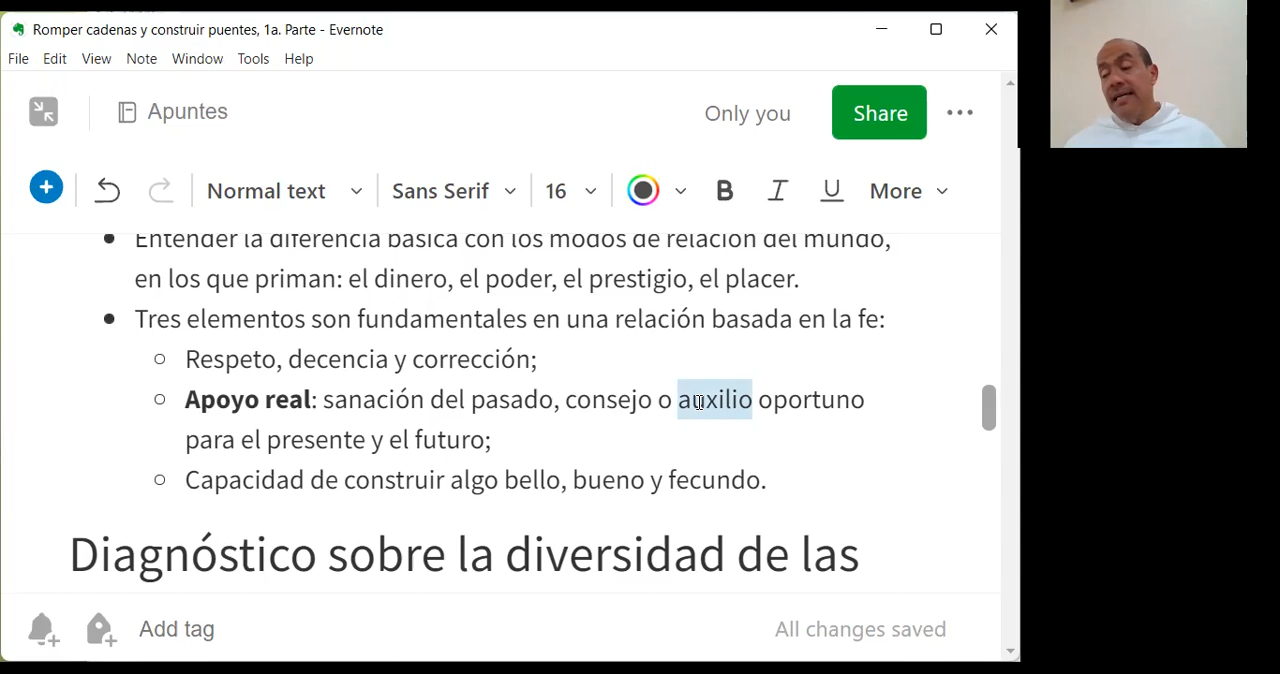 Romper cadenas y construir puentes, 1a. Parte - Evernote
File Edit View Note Window Tools Help
Apuntes Only you Share
Normal text Sans Serif 16 B I U More
Entender la diferencia básica con los modos de relación del mundo,
en los que priman: el dinero, el poder, el prestigio, el placer.
Tres elementos son fundamentales en una relación basada en la fe:
Respeto, decencia y corrección;
Apoyo real: sanación del pasado, consejo o auxilio oportuno
para el presente y el futuro;
Capacidad de construir algo bello, bueno y fecundo.
Diagnóstico sobre la diversidad de las
Add tag All changes saved